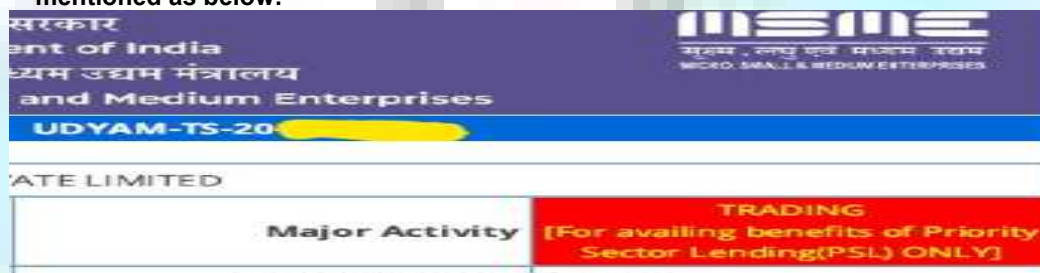 mentioned as below:
सरकार
ent of India
ध्यम उद्यम मंत्रालय
and Medium Enterprises
MSME
सूक्ष्म, लघु एवं मध्यम उद्यम
MICRO, SMALL & MEDIUM ENTERPRISES
UDYAM-TS-20
ATE LIMITED
Major Activity
TRADING
[For availing benefits of Priority
Sector Lending(PSL) ONLY]